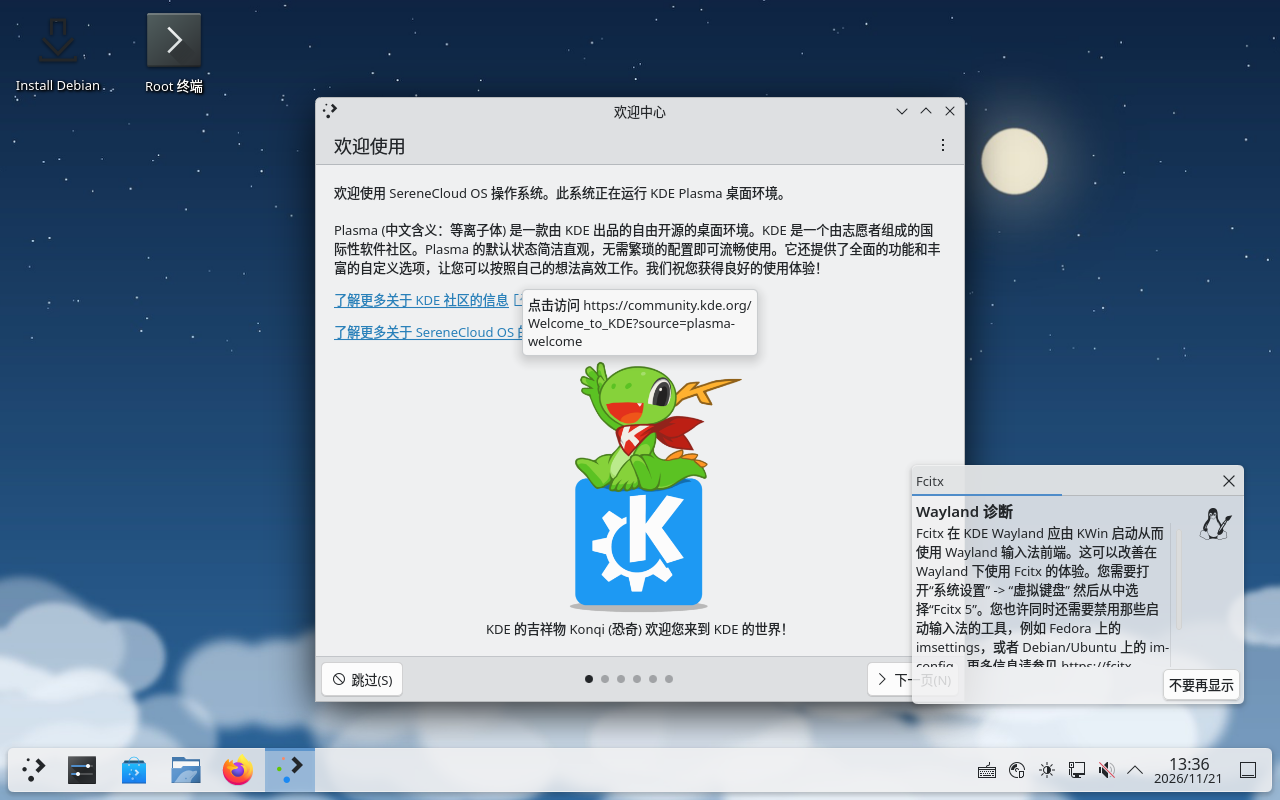 Install Debian
Root 终端
欢迎中心
欢迎使用
欢迎使用 SereneCloud OS 操作系统。此系统正在运行 KDE Plasma 桌面环境。
Plasma (中文含义：等离子体) 是一款由 KDE 出品的自由开源的桌面环境。KDE 是一个由志愿者组成的国
际性软件社区。Plasma 的默认状态简洁直观，无需繁琐的配置即可流畅使用。它还提供了全面的功能和丰
富的自定义选项，让您可以按照自己的想法高效工作。我们祝您获得良好的使用体验！
了解更多关于 KDE 社区的信息
点击访问 https://community.kde.org/
Welcome_to_KDE?source=plasma-
welcome
了解更多关于 SereneCloud OS
K
K
KDE 的吉祥物 Konqi (恐奇) 欢迎您来到 KDE 的世界！
跳过(S)
下一页(N)
Fcitx
Wayland 诊断
Fcitx 在 KDE Wayland 应由 KWin 启动从而
使用 Wayland 输入法前端。这可以改善在
Wayland 下使用 Fcitx 的体验。您需要打
开“系统设置” -> “虚拟键盘” 然后从中选
择“Fcitx 5”。您也许同时还需要禁用那些启
动输入法的工具，例如 Fedora 上的
imsettings，或者 Debian/Ubuntu 上的 im-
config。更多信息请参见 https://fcitx
不要再显示
13:36
2026/11/21